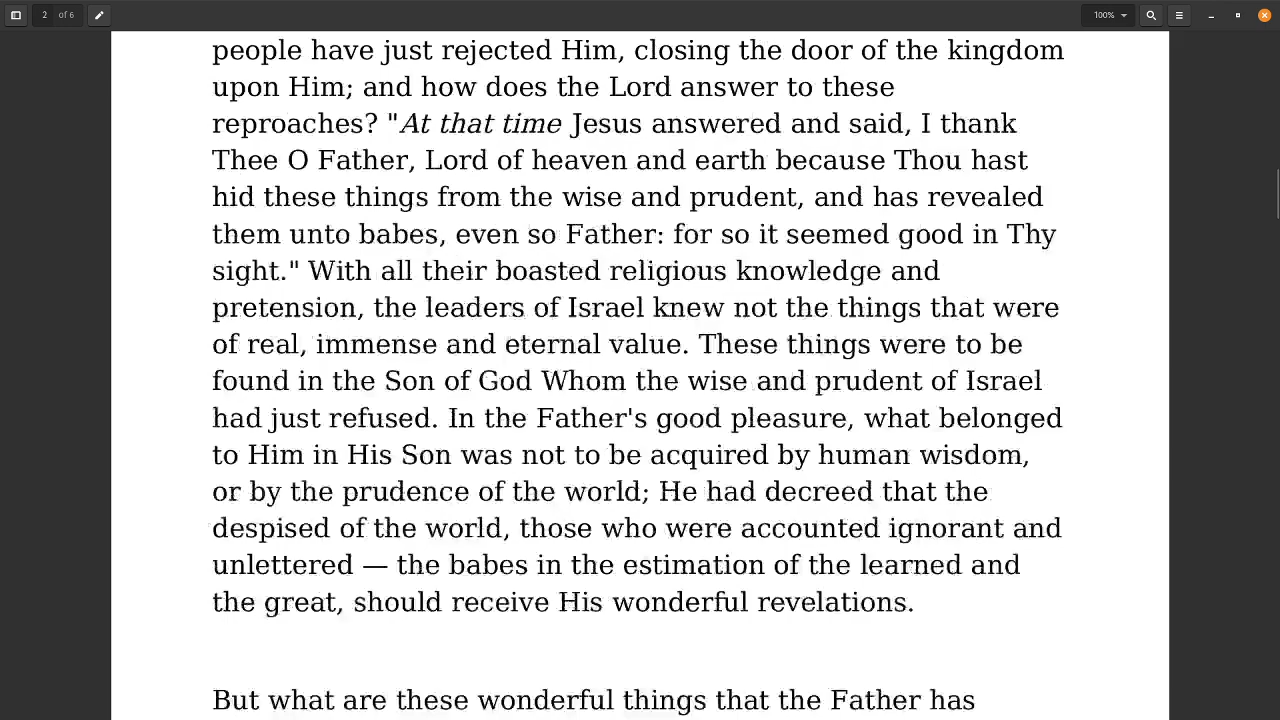 2 of 6
100%
people have just rejected Him, closing the door of the kingdom
upon Him; and how does the Lord answer to these
reproaches? "At that time Jesus answered and said, I thank
Thee O Father, Lord of heaven and earth because Thou hast
hid these things from the wise and prudent, and has revealed
them unto babes, even so Father: for so it seemed good in Thy
sight." With all their boasted religious knowledge and
pretension, the leaders of Israel knew not the things that were
of real, immense and eternal value. These things were to be
found in the Son of God Whom the wise and prudent of Israel
had just refused. In the Father's good pleasure, what belonged
to Him in His Son was not to be acquired by human wisdom,
or by the prudence of the world; He had decreed that the
despised of the world, those who were accounted ignorant and
unlettered — the babes in the estimation of the learned and
the great, should receive His wonderful revelations.
But what are these wonderful things that the Father has